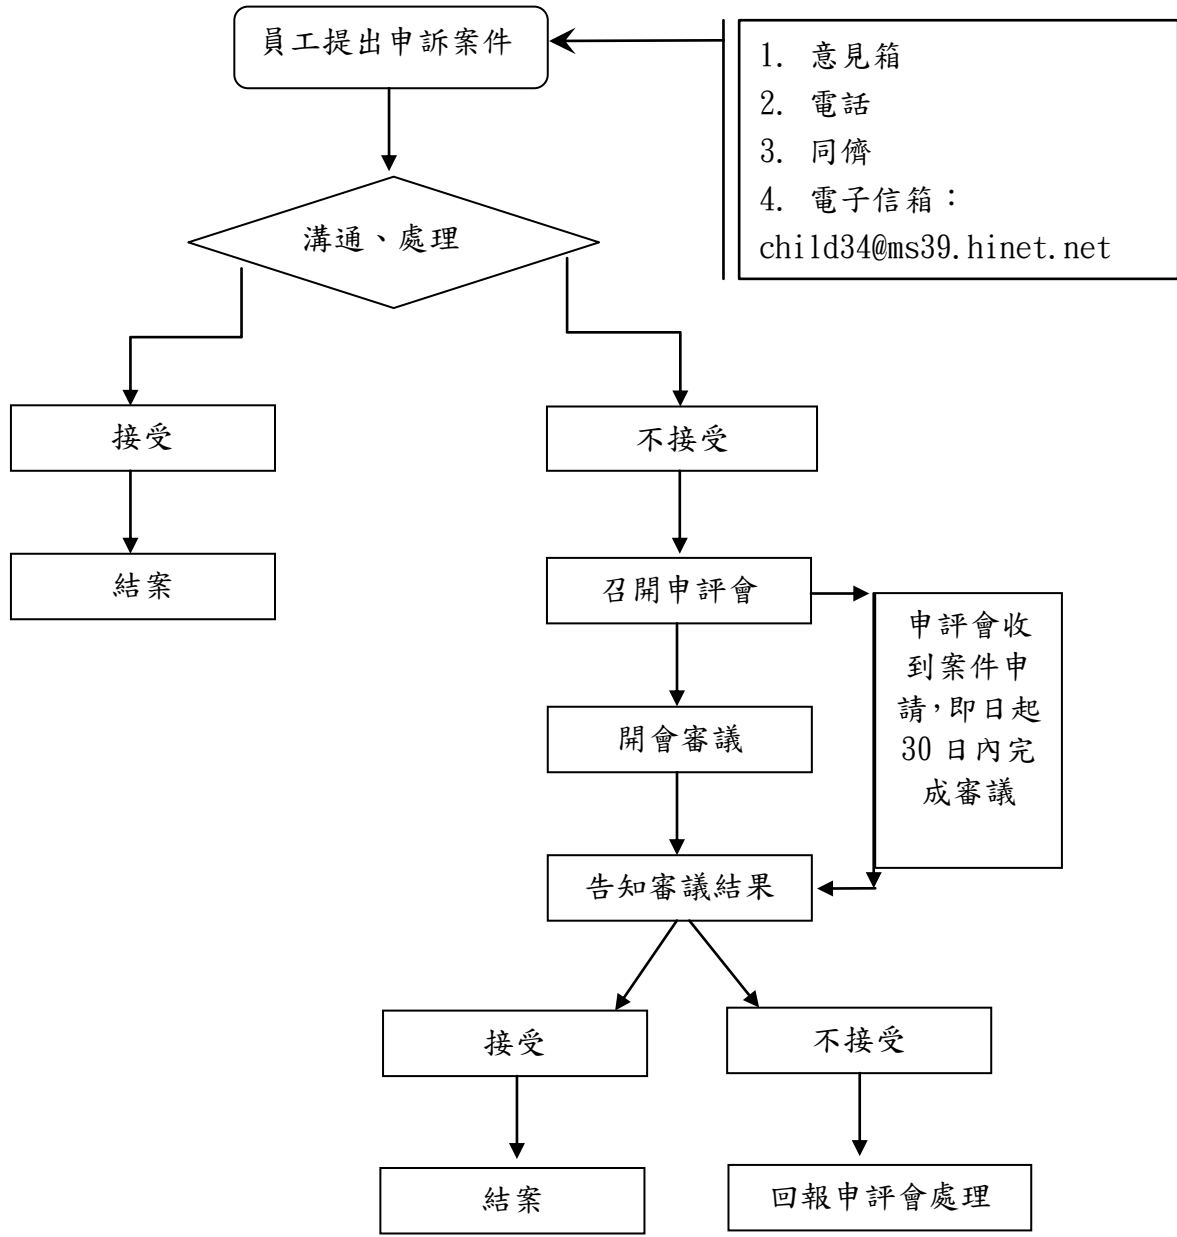 員工提出申訴案件
1. 意見箱
2. 電話
3. 同儕
4. 電子信箱：
child34@ms39.hinet.net
溝通、處理
接受
不接受
結案
召開申評會
申評會收
到案件申
請，即日起
30 日內完
成審議
開會審議
告知審議結果
接受
不接受
結案
回報申評會處理